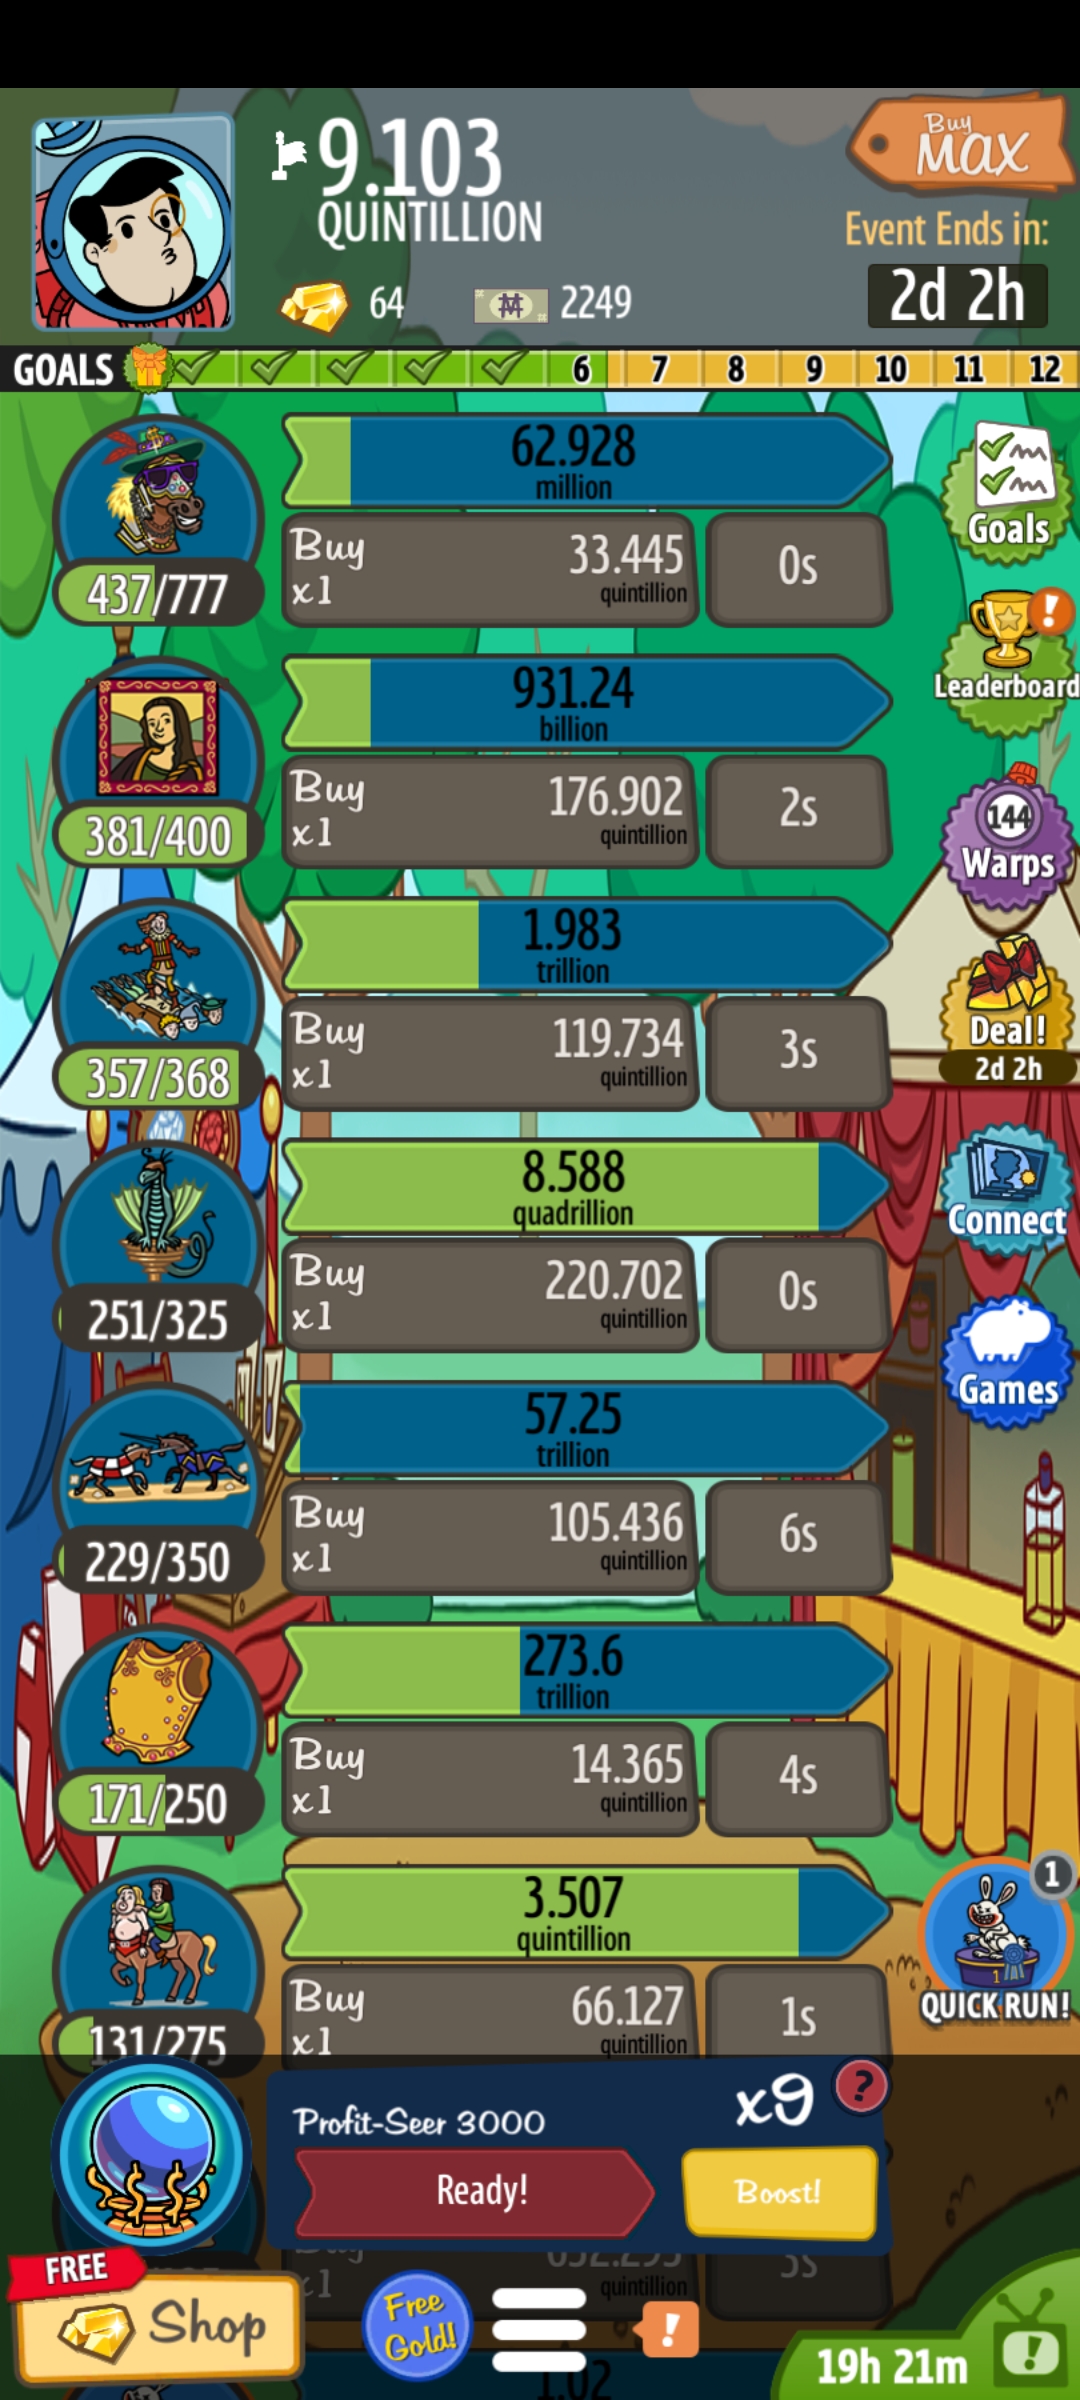 9.103
QUINTILLION
Buy
MAX
Event Ends in:
64
2249
2d 2h
GOALS 6 7 8 9 10 11 12
62.928
million
437/777
Buy
x1
33.445
quintillion
0s
Goals
Leaderboard
931.24
billion
381/400
Buy
x1
176.902
quintillion
2s
144
Warps
1.983
trillion
357/368
Buy
x1
119.734
quintillion
3s
Deal!
2d 2h
8.588
quadrillion
251/325
Buy
x1
220.702
quintillion
0s
Connect
Games
57.25
trillion
229/350
Buy
x1
105.436
quintillion
6s
273.6
trillion
171/250
Buy
x1
14.365
quintillion
4s
3.507
quintillion
131/275
Buy
x1
66.127
quintillion
1s
1
QUICK RUN!
Profit-Seer 3000
x9
?
Ready!
Boost!
x1
quintillion
FREE
Shop
Free
Gold!
!
19h 21m
1.02